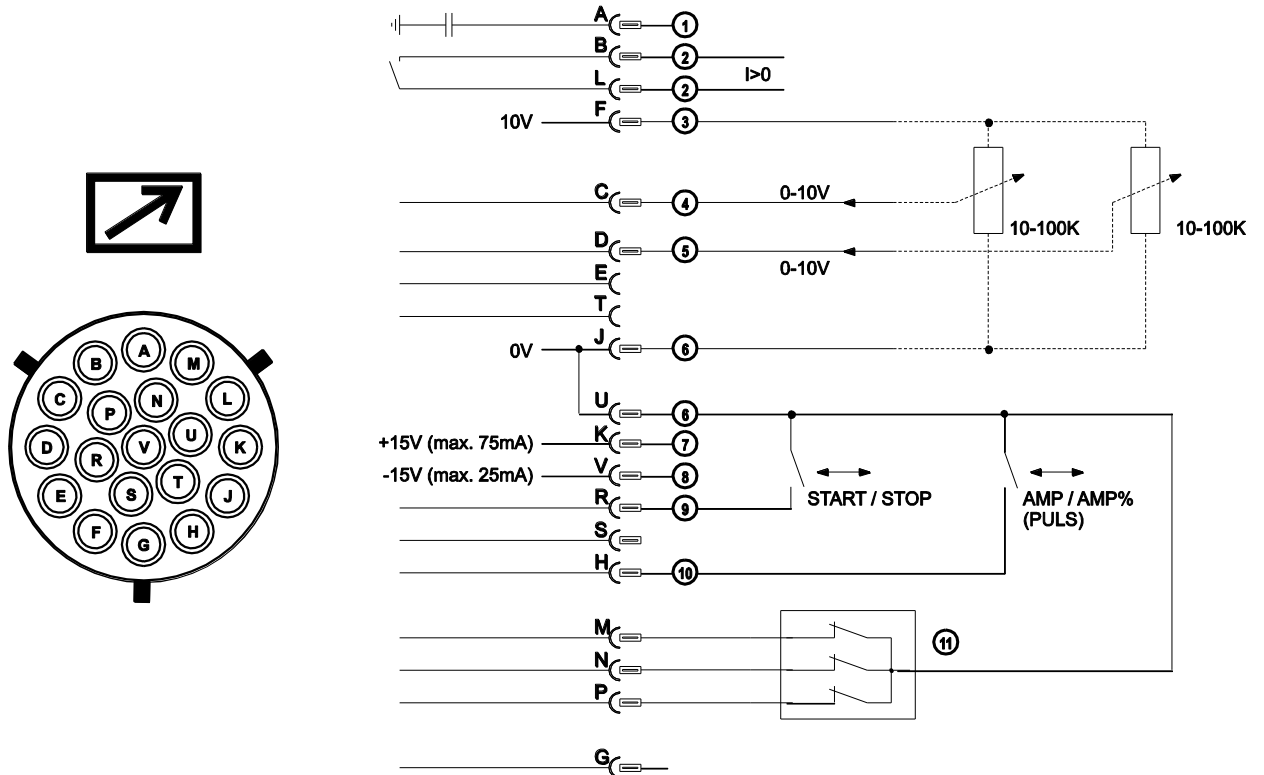 A 1
B 2
I>0
L 2
10V F 3
C 4 0-10V
10-100K 10-100K
D 5
0-10V
E
T
0V J 6
U 6
+15V (max. 75mA) K 7
-15V (max. 25mA) V 8
R 9
START / STOP AMP / AMP%
(PULS)
S
H 10
M 11
N
P
G
A
B M
C P N L
D R V U K
E S T J
F H
G